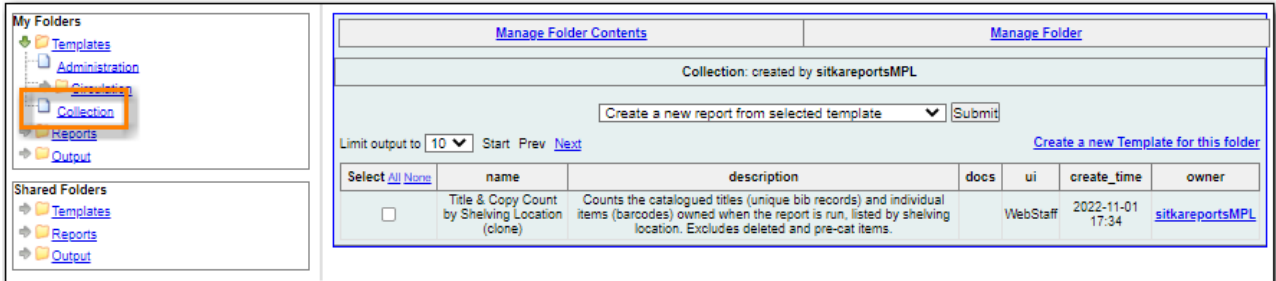 My Folders
Templates
Administration
Circulation
Collection
Reports
Output
Shared Folders
Templates
Reports
Output
Manage Folder Contents Manage Folder
Collection: created by sitkareportsMPL
Create a new report from selected template Submit
Limit output to 10 Start Prev Next Create a new Template for this folder
Select All None name description docs ui create_time owner
Title & Copy Count by Shelving Location (clone)
Counts the catalogued titles (unique bib records) and individual
items (barcodes) owned when the report is run, listed by shelving
location. Excludes deleted and pre-cat items.
WebStaff
2022-11-01
17:34
sitkareportsMPL